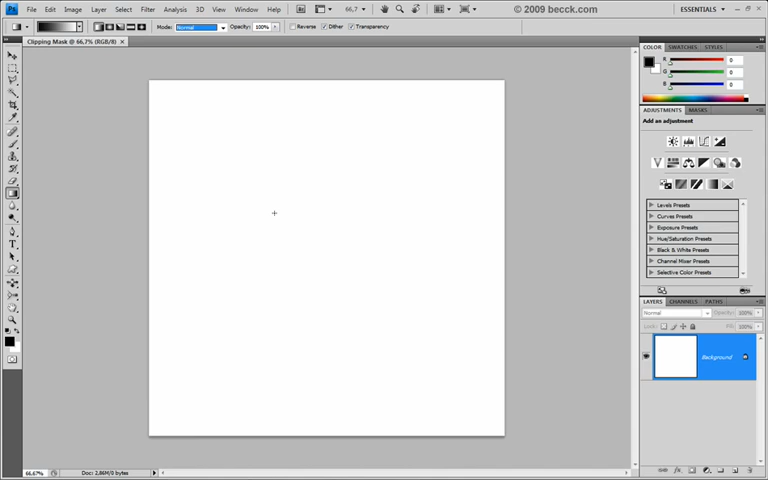 Ps File Edit Image Layer Select Filter Analysis 3D View Window Help 66,7 © 2009 becck.com ESSENTIALS
Mode: Normal Opacity: 100% Reverse Dither Transparency
Clipping Mask @ 66,7% (RGB/8)
COLOR SWATCHES STYLES
R 0
G 0
B 0
ADJUSTMENTS MASKS
Add an adjustment
Levels Presets
Curves Presets
Exposure Presets
Hue/Saturation Presets
Black & White Presets
Channel Mixer Presets
Selective Color Presets
LAYERS CHANNELS PATHS
Normal Opacity: 100%
Lock: Fill: 100%
Background
T
66,67% Doc: 2,86M/0 bytes